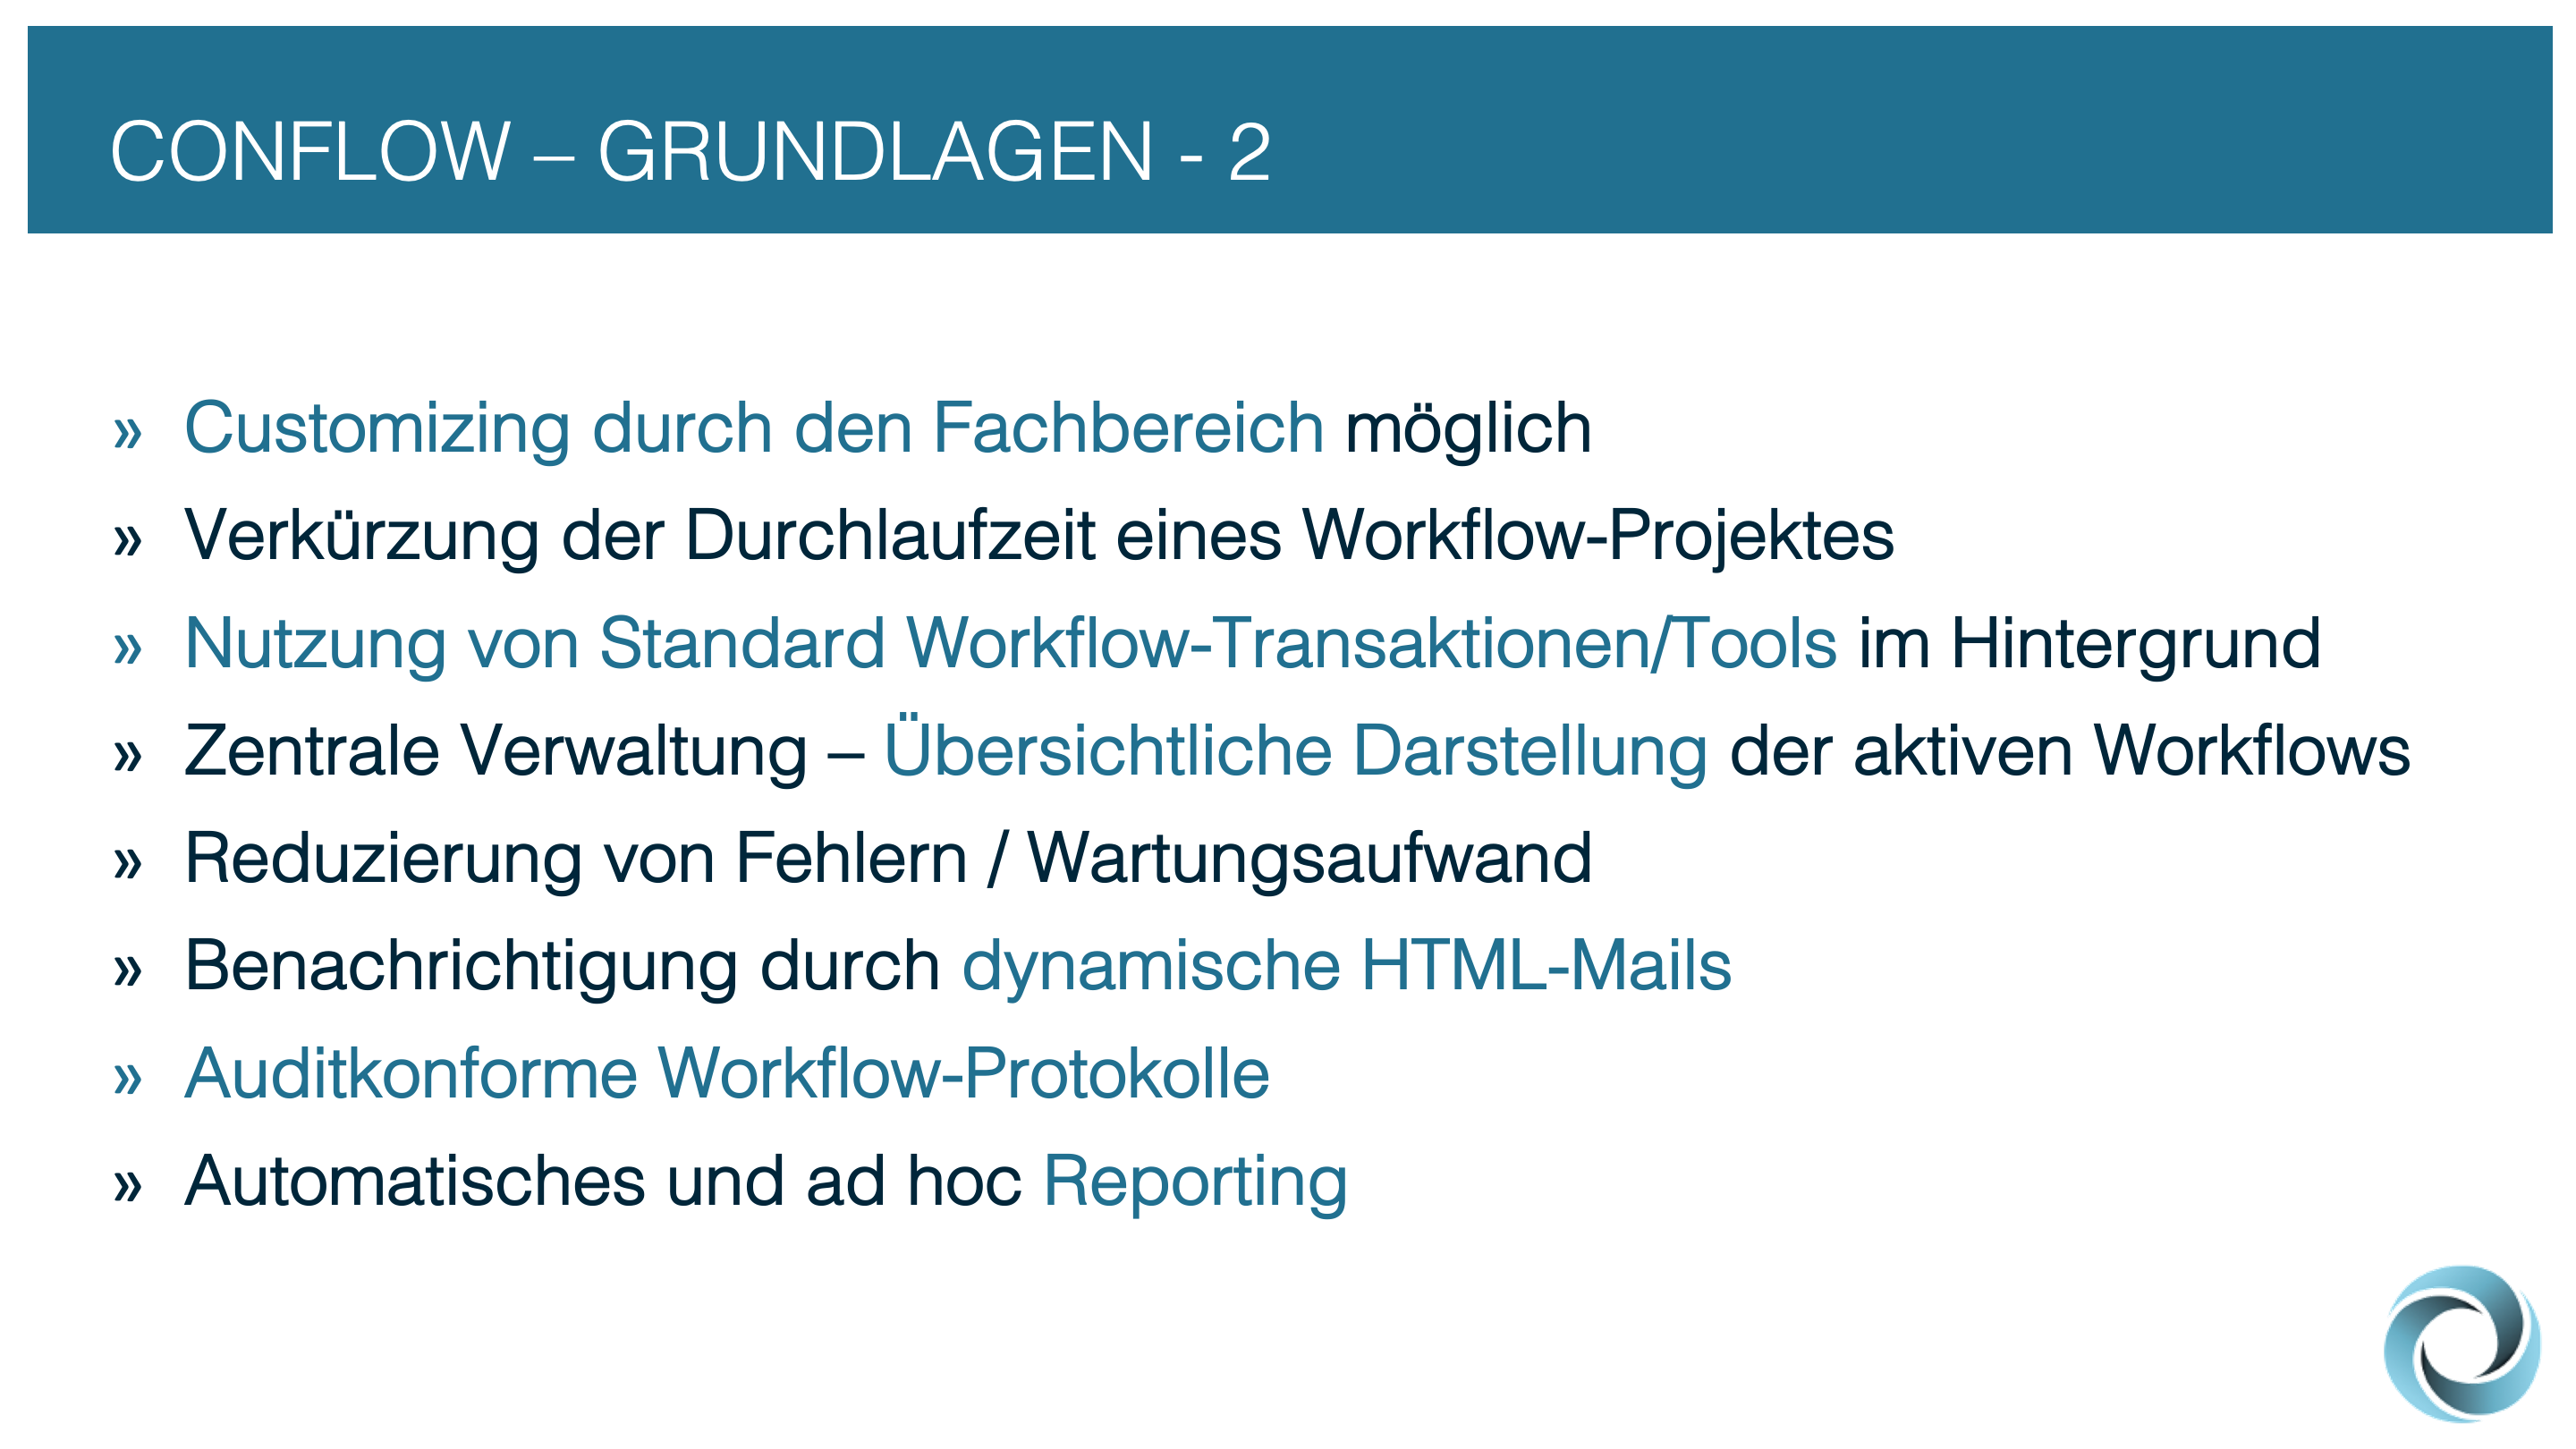 CONFLOW – GRUNDLAGEN - 2
» Customizing durch den Fachbereich möglich
» Verkürzung der Durchlaufzeit eines Workflow-Projektes
» Nutzung von Standard Workflow-Transaktionen/Tools im Hintergrund
» Zentrale Verwaltung – Übersichtliche Darstellung der aktiven Workflows
» Reduzierung von Fehlern / Wartungsaufwand
» Benachrichtigung durch dynamische HTML-Mails
» Auditkonforme Workflow-Protokolle
» Automatisches und ad hoc Reporting